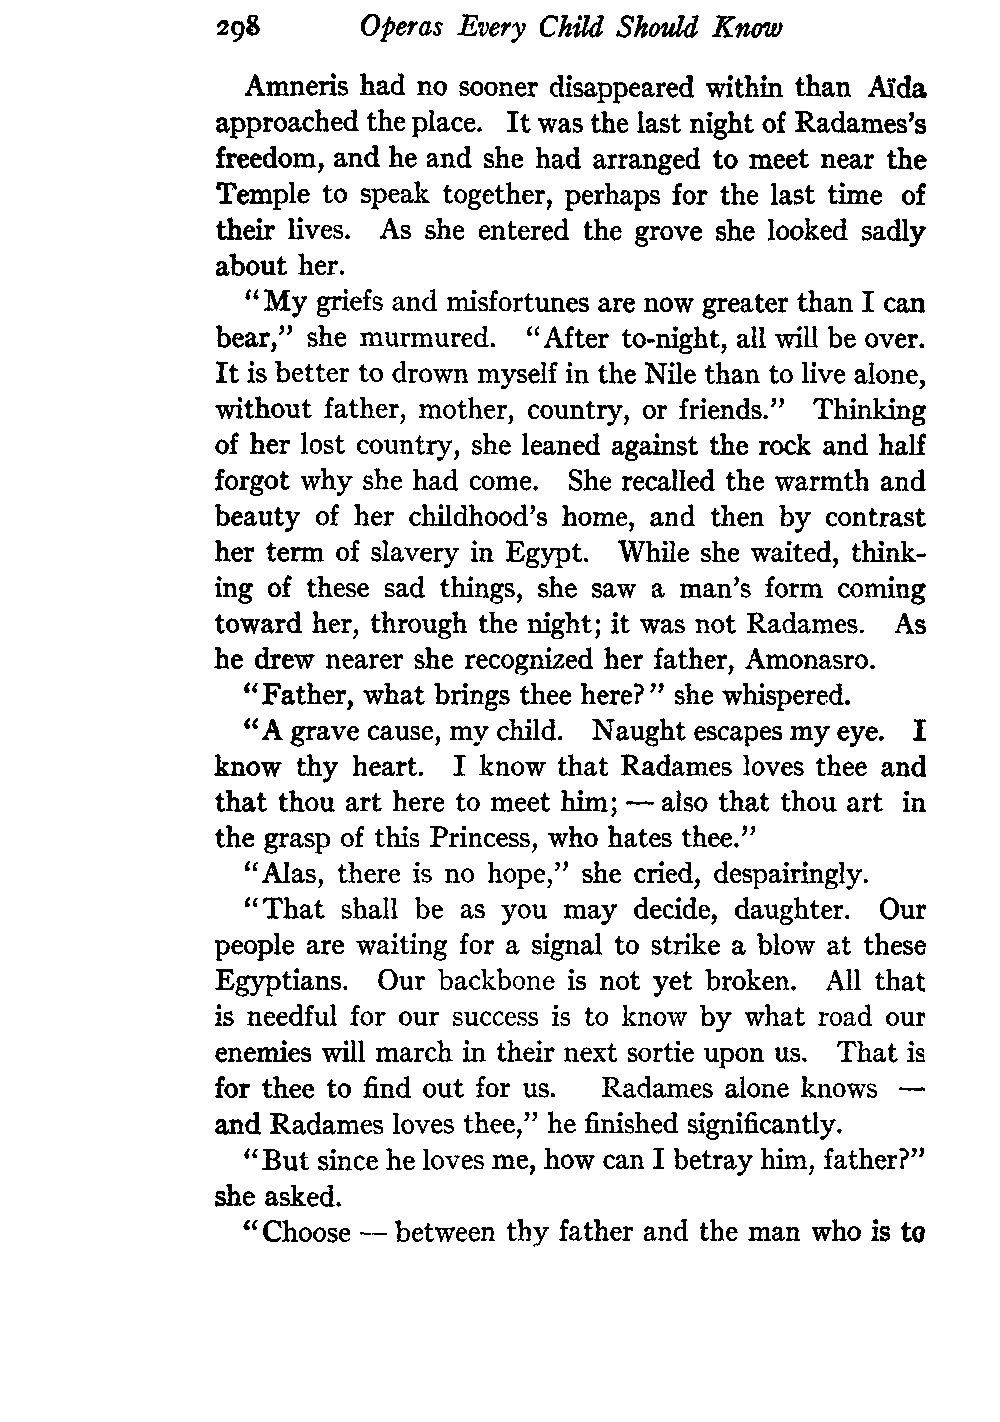 298 Operas Every Child Should Know
Amneris had no sooner disappeared within than Aïda
approached the place. It was the last night of Radames's
freedom, and he and she had arranged to meet near the
Temple to speak together, perhaps for the last time of
their lives. As she entered the grove she looked sadly
about her.
"My griefs and misfortunes are now greater than I can
bear," she murmured. "After to-night, all will be over.
It is better to drown myself in the Nile than to live alone,
without father, mother, country, or friends." Thinking
of her lost country, she leaned against the rock and half
forgot why she had come. She recalled the warmth and
beauty of her childhood's home, and then by contrast
her term of slavery in Egypt. While she waited, think-
ing of these sad things, she saw a man's form coming
toward her, through the night; it was not Radames. As
he drew nearer she recognized her father, Amonasro.
"Father, what brings thee here?" she whispered.
"A grave cause, my child. Naught escapes my eye. I
know thy heart. I know that Radames loves thee and
that thou art here to meet him; — also that thou art in
the grasp of this Princess, who hates thee."
"Alas, there is no hope," she cried, despairingly.
"That shall be as you may decide, daughter. Our
people are waiting for a signal to strike a blow at these
Egyptians. Our backbone is not yet broken. All that
is needful for our success is to know by what road our
enemies will march in their next sortie upon us. That is
for thee to find out for us. Radames alone knows —
and Radames loves thee," he finished significantly.
"But since he loves me, how can I betray him, father?"
she asked.
"Choose — between thy father and the man who is to